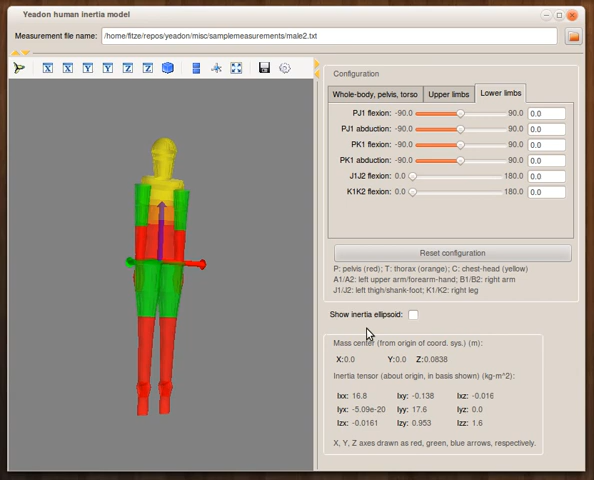 Yeadon human inertia model
Measurement file name: /home/fitze/repos/yeadon/misc/samplemeasurements/male2.txt
X X Y Y Z Z
Configuration
Whole-body, pelvis, torso Upper limbs Lower limbs
PJ1 flexion: -90.0 90.0 0.0
PJ1 abduction: -90.0 90.0 0.0
PK1 flexion: -90.0 90.0 0.0
PK1 abduction: -90.0 90.0 0.0
J1J2 flexion: 0.0 180.0 0.0
K1K2 flexion: 0.0 180.0 0.0
Reset configuration
P: pelvis (red); T: thorax (orange); C: chest-head (yellow)
A1/A2: left upper arm/forearm-hand; B1/B2: right arm
J1/J2: left thigh/shank-foot; K1/K2: right leg
Show inertia ellipsoid:
Mass center (from origin of coord. sys.) (m):
X:0.0 Y:0.0 Z:0.0838
Inertia tensor (about origin, in basis shown) (kg-m^2):
Ixx: 16.8 Ixy: -0.138 Ixz: -0.016
Iyx: -5.09e-20 Iyy: 17.6 Iyz: 0.0
Izx: -0.0161 Izy: 0.953 Izz: 1.6
X, Y, Z axes drawn as red, green, blue arrows, respectively.